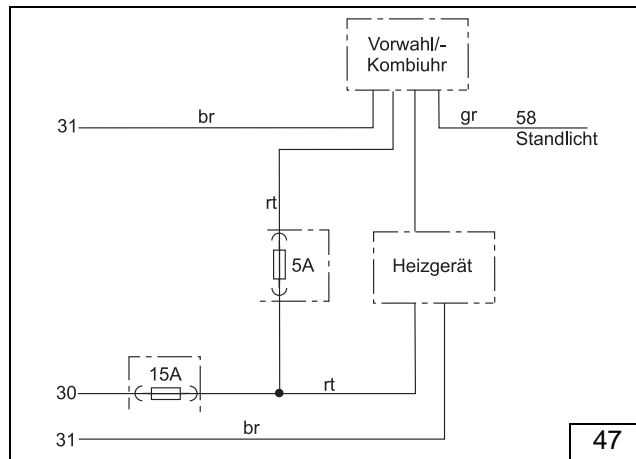 Vorwahl/-
Kombiuhr
31
br
gr
58
Standlicht
rt
5A
Heizgerät
15A
30
rt
br
31
47